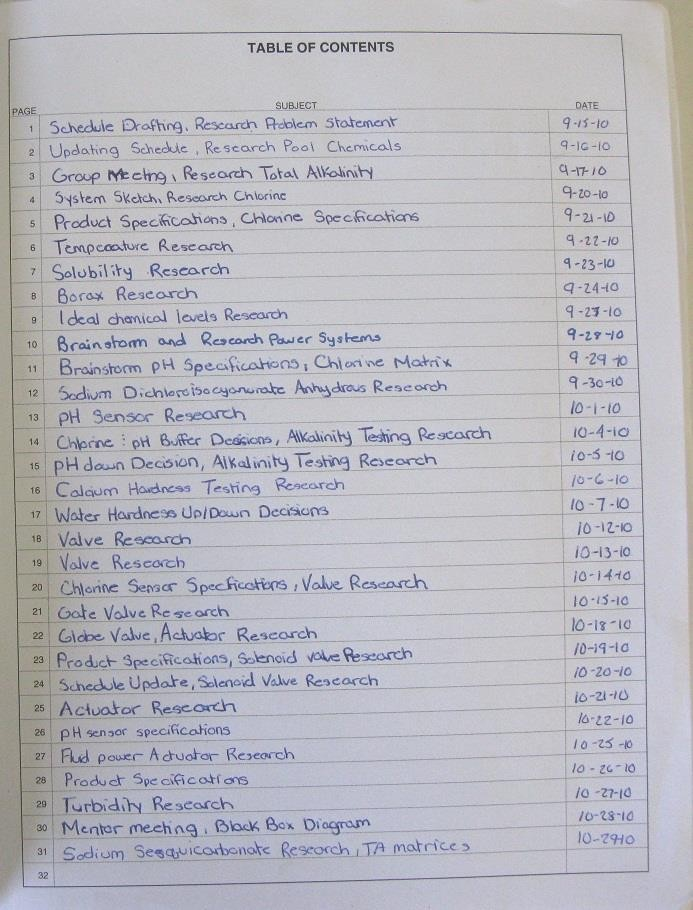 TABLE OF CONTENTS
PAGE SUBJECT DATE
1 Schedule Drafting, Research Problem Statement 9-15-10
2 Updating Schedule, Research Pool Chemicals 9-16-10
3 Group Meeting, Research Total Alkalinity 9-17-10
4 System Sketch, Research Chlorine 9-20-10
5 Product Specifications, Chlorine Specifications 9-21-10
6 Temperature Research 9-22-10
7 Solubility Research 9-23-10
8 Borax Research 9-24-10
9 Ideal chemical levels Research 9-27-10
10 Brainstorm and Research Power Systems 9-28-10
11 Brainstorm pH Specifications, Chlorine Matrix 9-29-10
12 Sodium Dichloroisocyanurate Anhydrous Research 9-30-10
13 pH Sensor Research 10-1-10
14 Chlorine : pH Buffer Decisions, Alkalinity Testing Research 10-4-10
15 pH down Decision, Alkalinity Testing Research 10-5-10
16 Calcium Hardness Testing Research 10-6-10
17 Water Hardness Up/Down Decisions 10-7-10
18 Valve Research 10-12-10
19 Valve Research 10-13-10
20 Chlorine Sensor Specfications, Valve Research 10-14-10
21 Gate Valve Research 10-15-10
22 Globe Valve, Actuator Research 10-18-10
23 Product Specifications, Solenoid valve Research 10-19-10
24 Schedule Update, Solenoid Valve Research 10-20-10
25 Actuator Research 10-21-10
26 pH sensor specifications 10-22-10
27 Fluid power Actuator Research 10-25-10
28 Product Specifications 10-26-10
29 Turbidity Research 10-27-10
30 Mentor meeting, Black Box Diagram 10-28-10
31 Sodium Sesquicarbonate Research, TA matrices 10-29-10
32